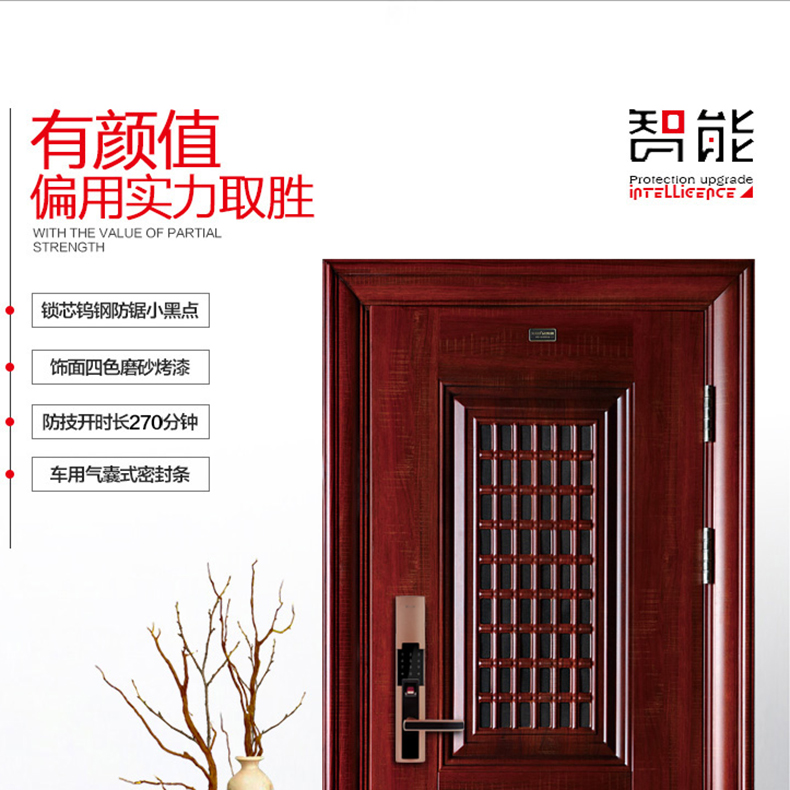 有颜值
偏用实力取胜
WITH THE VALUE OF PARTIAL
STRENGTH
智能
Protection upgrade
INTELLIGENCE
锁芯钨钢防锯小黑点
饰面四色磨砂烤漆
防技开时长270分钟
车用气囊式密封条